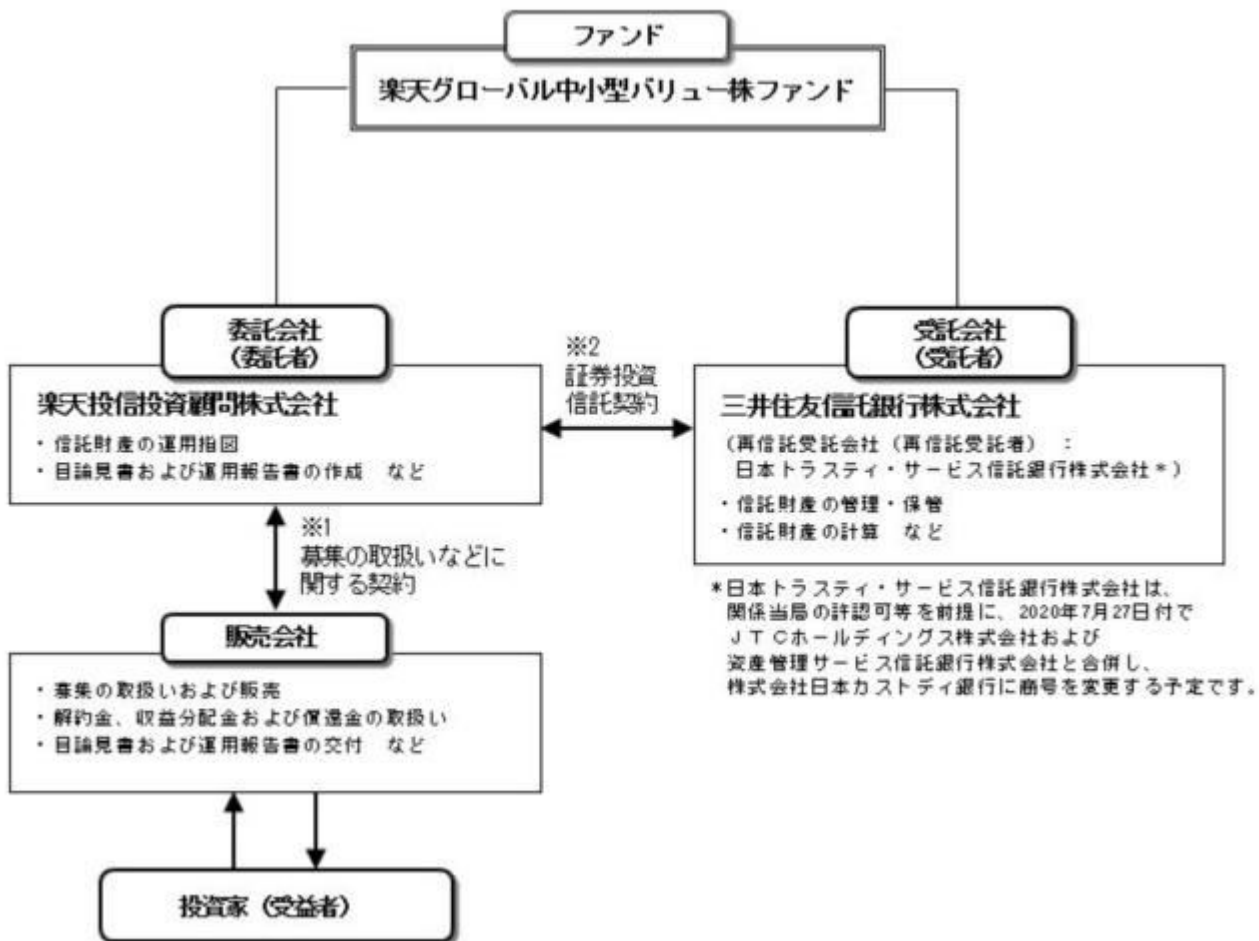 ファンド
楽天グローバル中小型バリュー株ファンド
委託会社
(委託者)
楽天投信投資顧問株式会社
・信託財産の運用指図
・目論見書および運用報告書の作成 など
※2
証券投資
信託契約
受託会社
(受託者)
三井住友信託銀行株式会社
(再信託受託会社(再信託受託者) :
日本トラスティ・サービス信託銀行株式会社*)
・信託財産の管理・保管
・信託財産の計算 など
※1
募集の取扱いなどに
関する契約
*日本トラスティ・サービス信託銀行株式会社は、
関係当局の許認可等を前提に、2020年7月27日付で
JTCホールディングス株式会社および
資産管理サービス信託銀行株式会社と合併し、
株式会社日本カストディ銀行に商号を変更する予定です。
販売会社
・募集の取扱いおよび販売
・解約金、収益分配金および償還金の取扱い
・目論見書および運用報告書の交付 など
投資家(受益者)